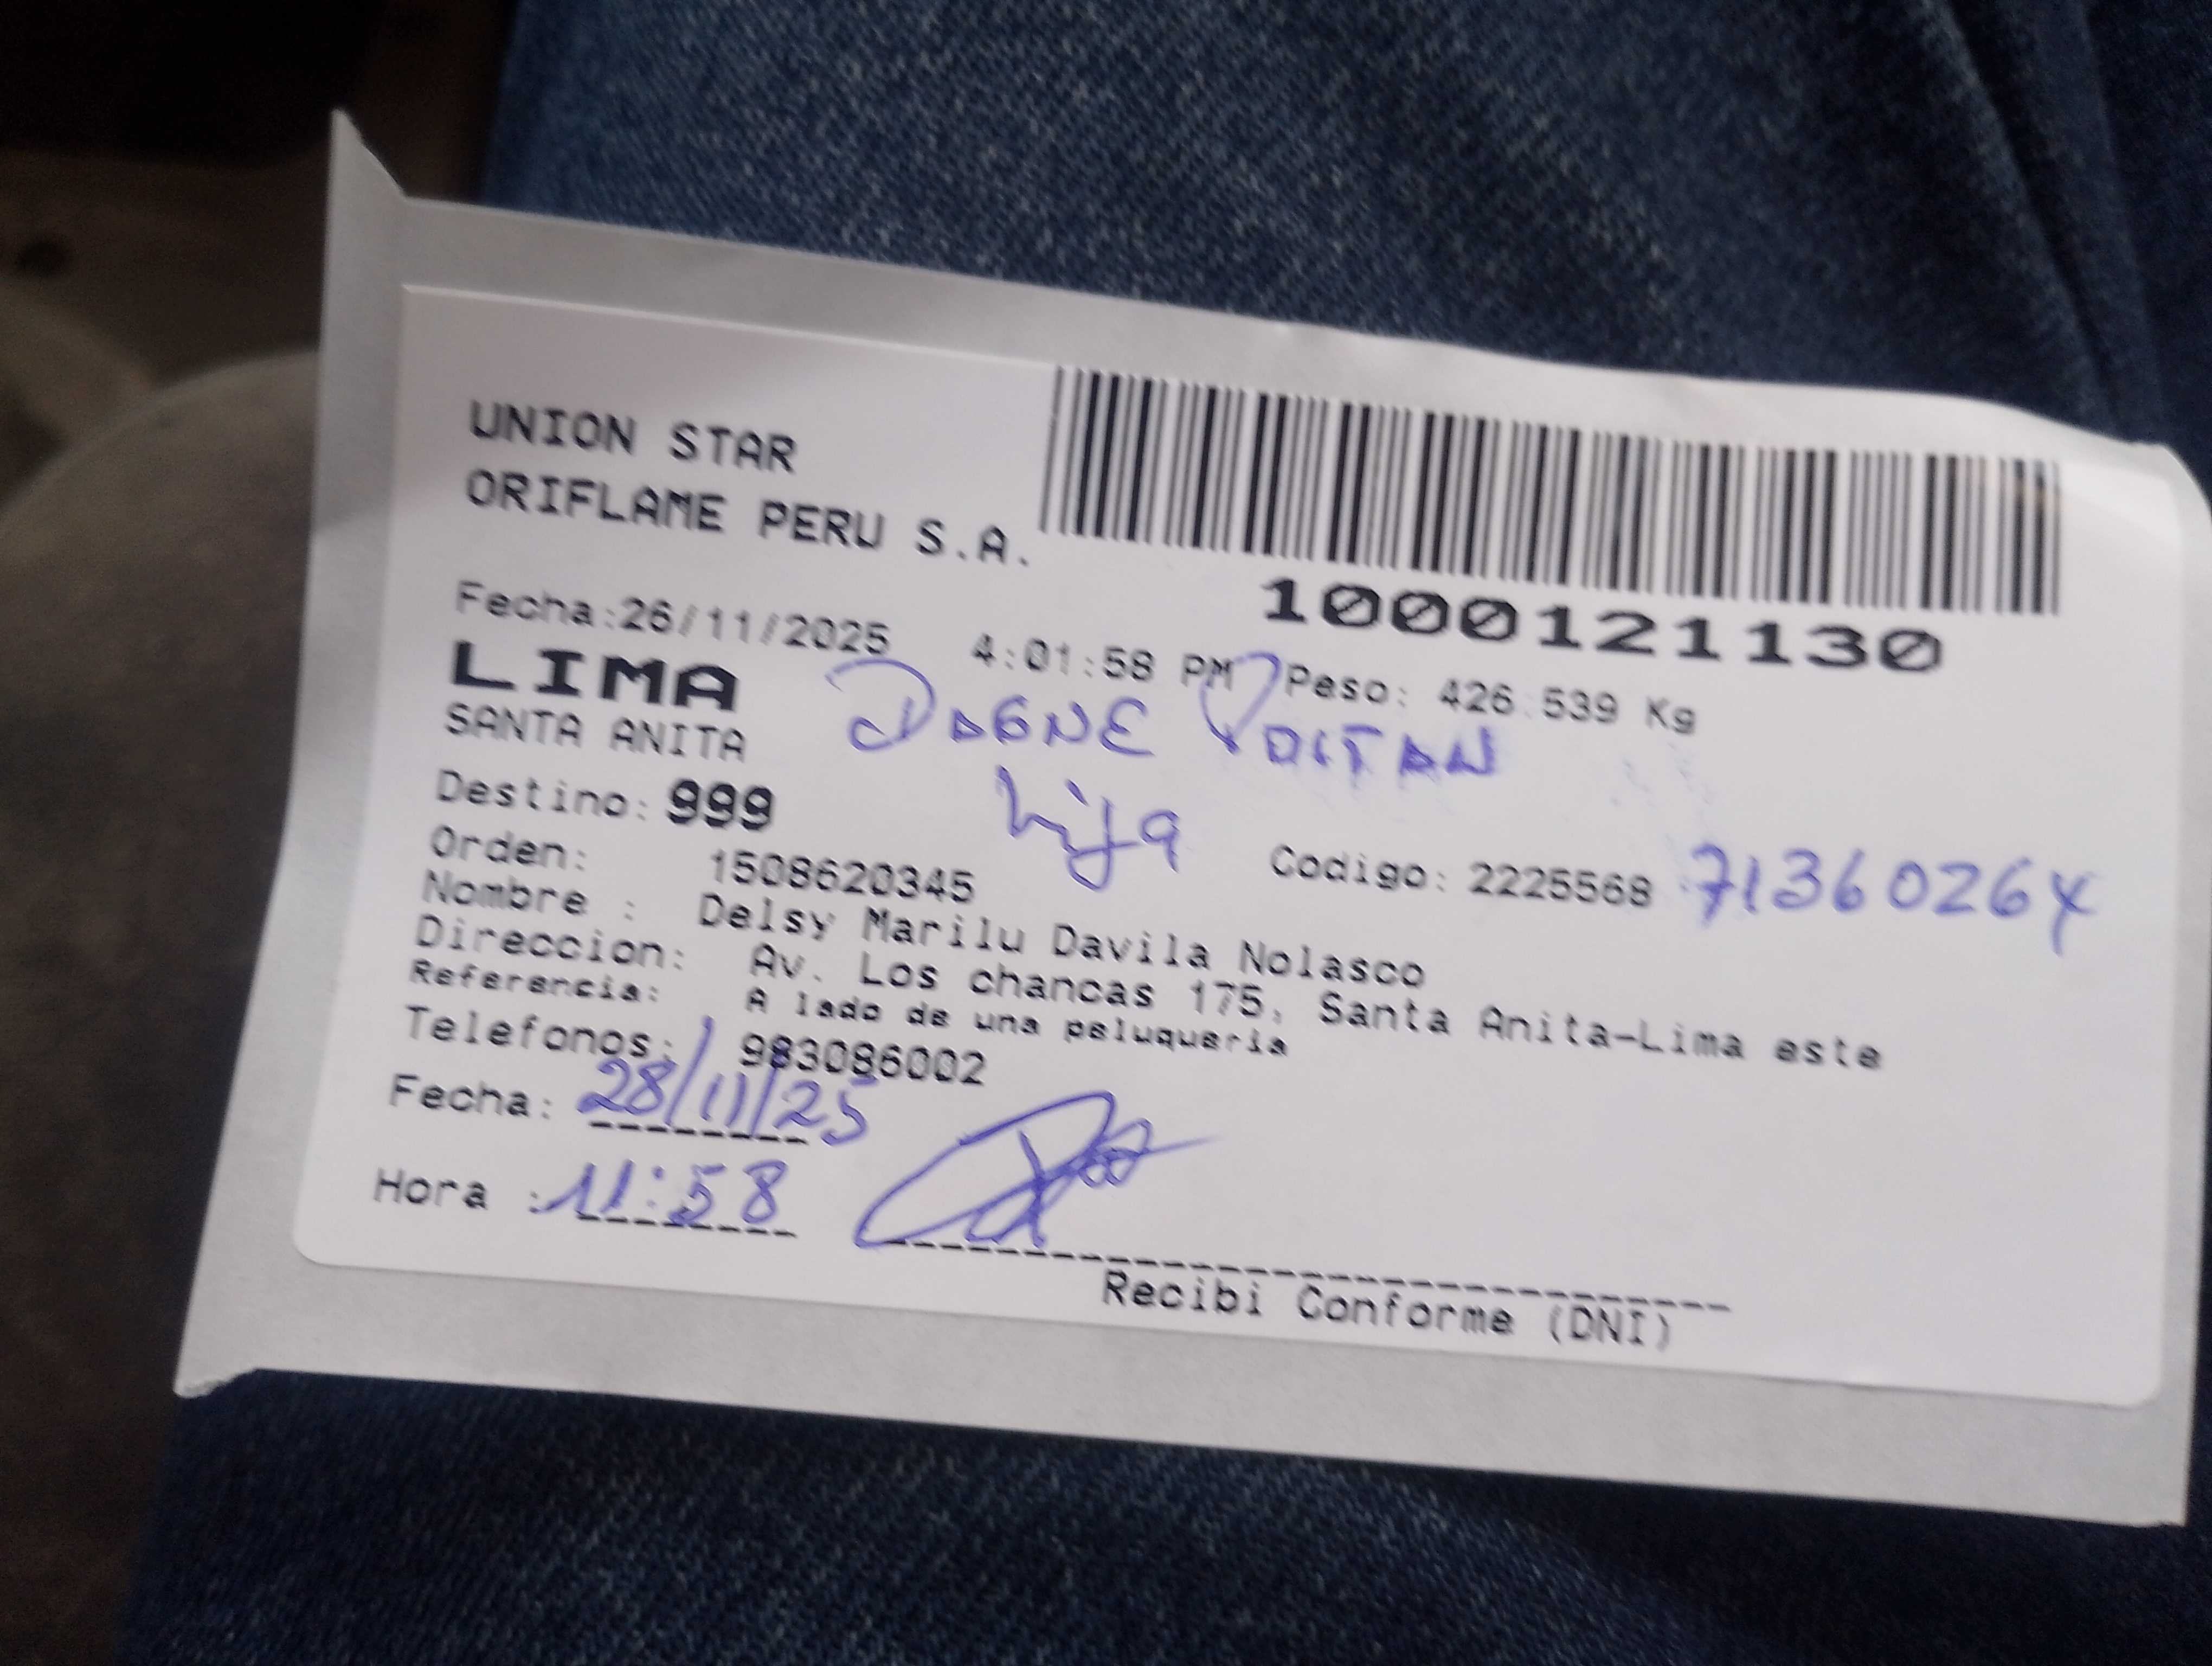 UNION STAR
ORIFLAME PERU S.A.
1000121130
Fecha:26/11/2025 4:01:58 PM Peso: 426.539 Kg
LIMA
SANTA ANITA
DAGNE
hija
Destino: 999
Orden: 1508620345 Codigo: 2225568 71360264
Nombre : Delsy Marilu Davila Nolasco
Direccion: Av. Los chancas 175, Santa Anita-Lima este
Referencia: A lado de una peluqueria
Telefonos: 983086002
Fecha: 28/11/25
Hora : 11:58
Recibi Conforme (DNI)